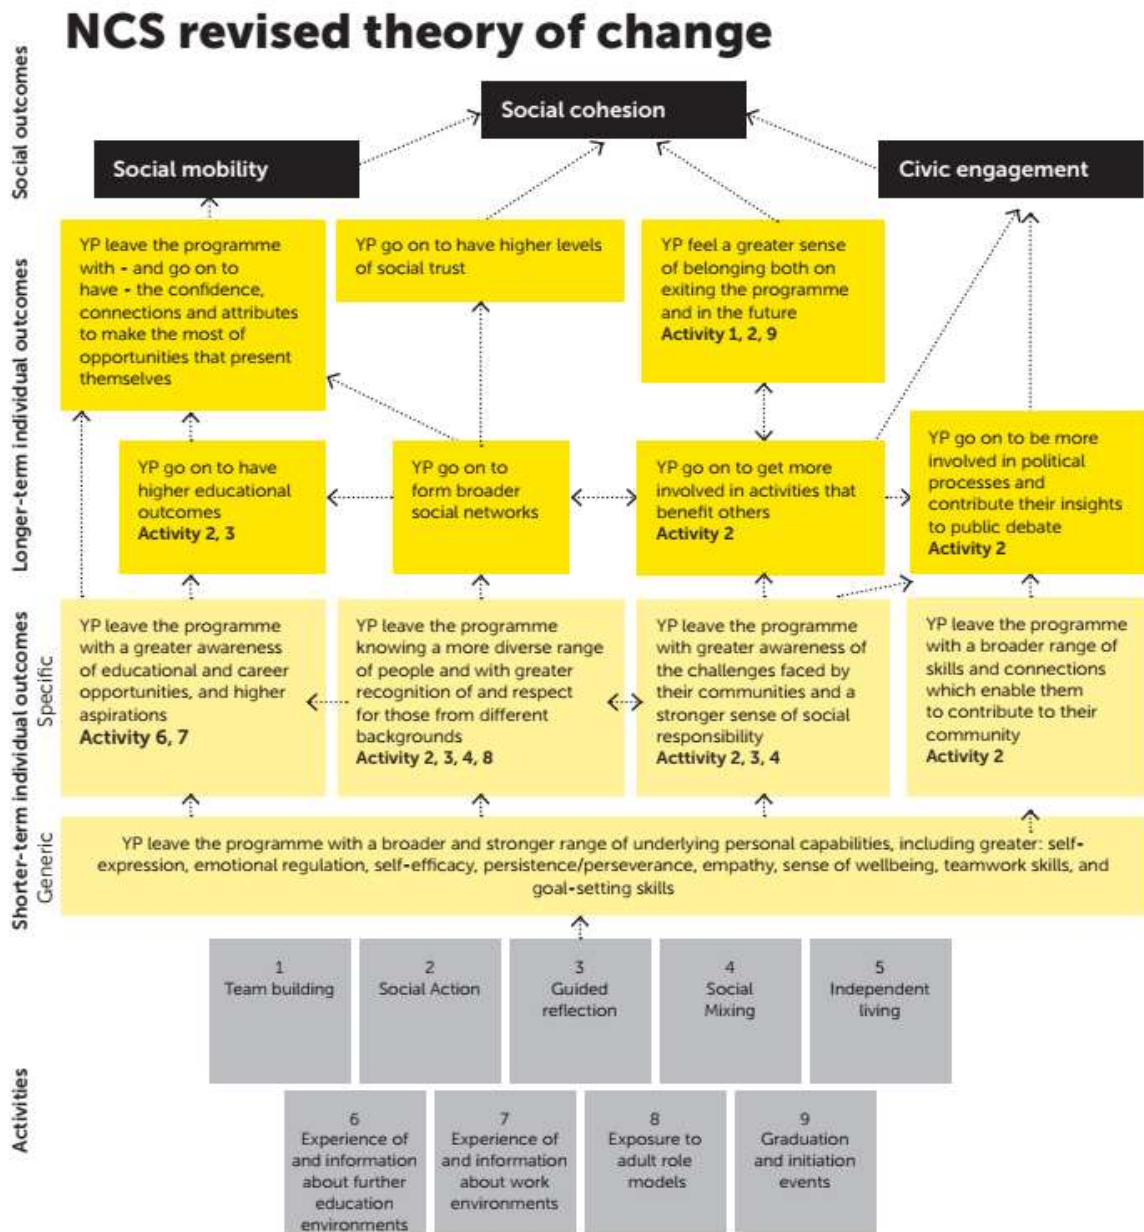 NCS revised theory of change
Social outcomes
Social cohesion
Social mobility
Civic engagement
Longer-term individual outcomes
YP leave the programme
with - and go on to
have - the confidence,
connections and attributes
to make the most of
opportunities that present
themselves
YP go on to have higher levels
of social trust
YP feel a greater sense
of belonging both on
exiting the programme
and in the future
Activity 1, 2, 9
YP go on to have
higher educational
outcomes
Activity 2, 3
YP go on to
form broader
social networks
YP go on to get more
involved in activities that
benefit others
Activity 2
YP go on to be more
involved in political
processes and
contribute their insights
to public debate
Activity 2
Shorter-term individual outcomes
Specific
YP leave the programme
with a greater awareness
of educational and career
opportunities, and higher
aspirations
Activity 6, 7
YP leave the programme
knowing a more diverse range
of people and with greater
recognition of and respect
for those from different
backgrounds
Activity 2, 3, 4, 8
YP leave the programme
with greater awareness of
the challenges faced by
their communities and a
stronger sense of social
responsibility
Acttivity 2, 3, 4
YP leave the programme
with a broader range of
skills and connections
which enable them
to contribute to their
community
Activity 2
Generic
YP leave the programme with a broader and stronger range of underlying personal capabilities, including greater: self-
expression, emotional regulation, self-efficacy, persistence/perseverance, empathy, sense of wellbeing, teamwork skills, and
goal-setting skills
Activities
1
Team building
2
Social Action
3
Guided
reflection
4
Social
Mixing
5
Independent
living
6
Experience of
and information
about further
education
environments
7
Experience of
and information
about work
environments
8
Exposure to
adult role
models
9
Graduation
and initiation
events